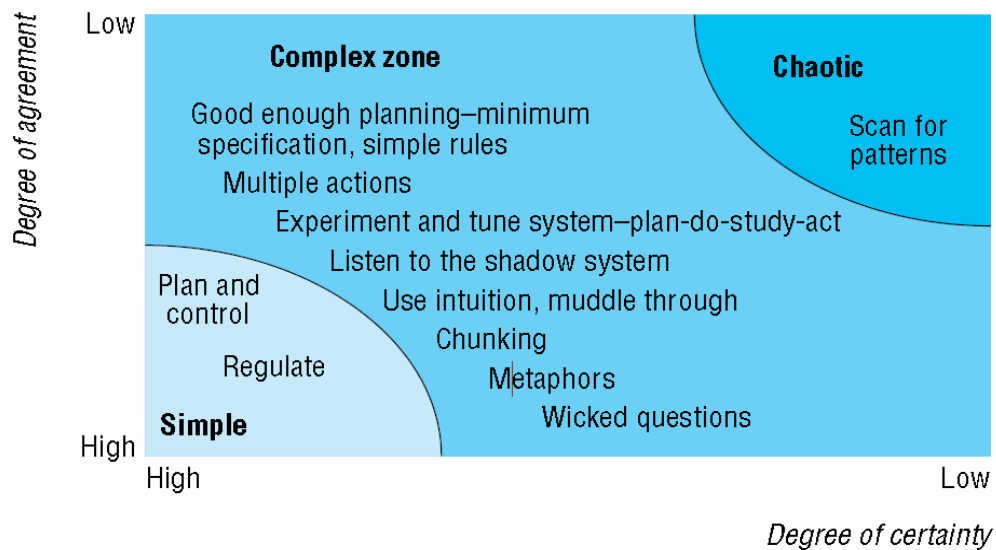 Degree of agreement
Low
Complex zone
Good enough planning–minimum
specification, simple rules
Multiple actions
Experiment and tune system–plan-do-study-act
Listen to the shadow system
Use intuition, muddle through
Chunking
Metaphors
Wicked questions
Chaotic
Scan for
patterns
Plan and
control
Regulate
Simple
High
High
Low
Degree of certainty